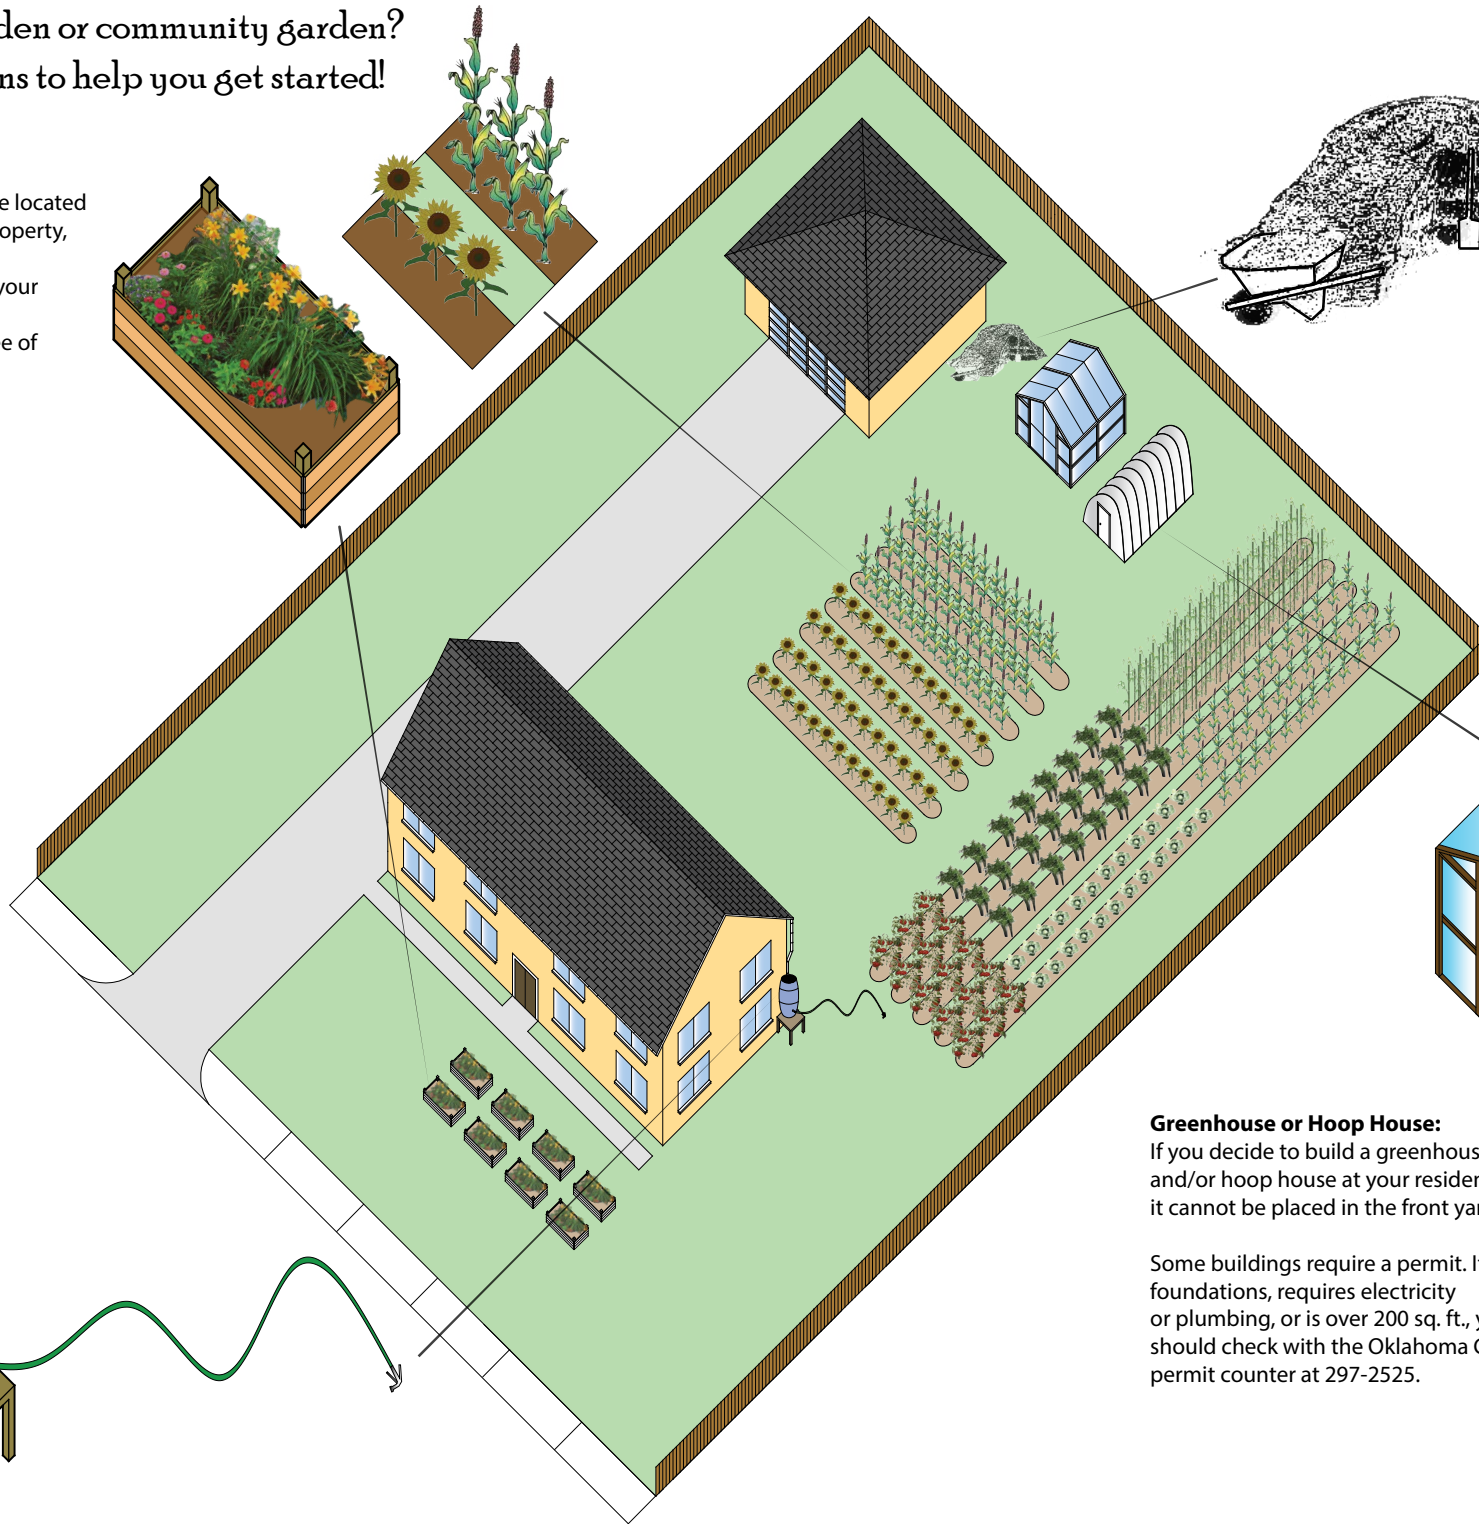 den or community garden?
ns to help you get started!
e located
operty,
your
e of
Greenhouse or Hoop House:
If you decide to build a greenhous
and/or hoop house at your residen
it cannot be placed in the front yar
Some buildings require a permit. I
foundations, requires electricity
or plumbing, or is over 200 sq. ft., y
should check with the Oklahoma C
permit counter at 297-2525.